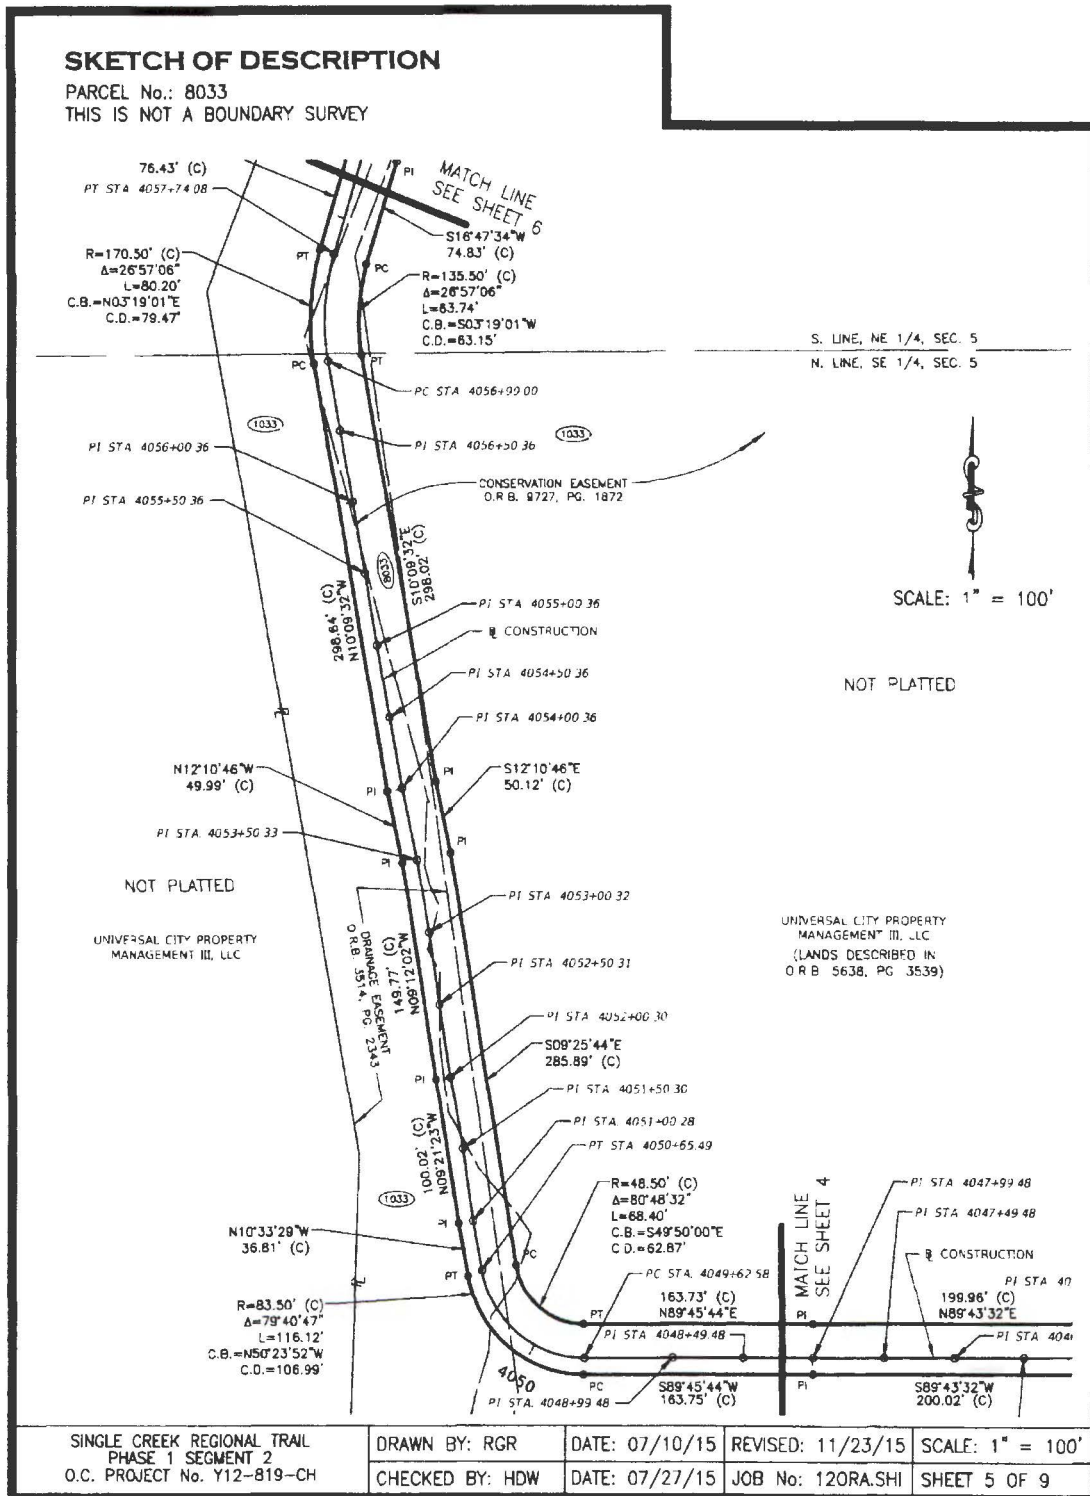 SKETCH OF DESCRIPTION
PARCEL No.: 8033
THIS IS NOT A BOUNDARY SURVEY
76.43' (C)
PT STA 4057+74.08
PI
MATCH LINE
SEE SHEET 6
S16°47'34"W
74.83' (C)
PT
PC
R=170.50' (C)
Δ=26°57'06"
L=80.20'
C.B.=N03°19'01"E
C.D.=79.47'
R=135.50' (C)
Δ=26°57'06"
L=63.74'
C.B.=S03°19'01"W
C.D.=63.15'
S. LINE, NE 1/4, SEC. 5
N. LINE, SE 1/4, SEC. 5
PC
PT
PC STA 4056+99.00
1033
PI STA 4056+00.36
PI STA 4056+50.36
1033
PI STA 4055+50.36
CONSERVATION EASEMENT
O.R.B. 9727, PG. 1872
S10°09'32"E
298.02' (C)
8033
N10°09'32"W
298.64' (C)
SCALE: 1" = 100'
PI STA 4055+00.36
CONSTRUCTION
PI STA 4054+50.36
NOT PLATTED
PI STA 4054+00.36
N12°10'46"W
49.99' (C)
PI
PI
S12°10'46"E
50.12' (C)
PI STA. 4053+50.33
PI
NOT PLATTED
PI STA 4053+00.32
UNIVERSAL CITY PROPERTY
MANAGEMENT III, LLC
UNIVERSAL CITY PROPERTY
MANAGEMENT III, LLC
(LANDS DESCRIBED IN
O.R.B. 5638, PG. 3539)
DRAINAGE EASEMENT
O.R.B. 3514, PG. 2343
N09°12'02"W
149.77' (C)
PI STA 4052+50.31
PI STA 4052+00.30
S09°25'44"E
285.89' (C)
PI
PI STA 4051+50.30
N09°21'23"W
100.02' (C)
PI STA. 4051+00.28
PT STA 4050+65.49
1033
R=48.50' (C)
Δ=80°48'32"
L=68.40'
C.B.=S49°50'00"E
C.D.=62.87'
MATCH LINE
SEE SHEET 4
PI STA 4047+99.48
PI STA 4047+49.48
N10°33'29"W
36.81' (C)
PI
PT
PC
CONSTRUCTION
PC STA. 4049+62.58
163.73' (C)
N89°45'44"E
PI STA 40
199.96' (C)
N89°43'32"E
R=83.50' (C)
Δ=79°40'47"
L=116.12'
C.B.=N50°23'52"W
C.D.=106.99'
PT
PI
PI STA 4048+49.48
PI STA 404
4050
PC
S89°45'44"W
163.75' (C)
PI
S89°43'32"W
200.02' (C)
PI STA. 4048+99.48
SINGLE CREEK REGIONAL TRAIL
PHASE 1 SEGMENT 2
O.C. PROJECT No. Y12-819-CH
DRAWN BY: RGR
DATE: 07/10/15
REVISED: 11/23/15
SCALE: 1" = 100'
CHECKED BY: HDW
DATE: 07/27/15
JOB No: 120RA.SHI
SHEET 5 OF 9